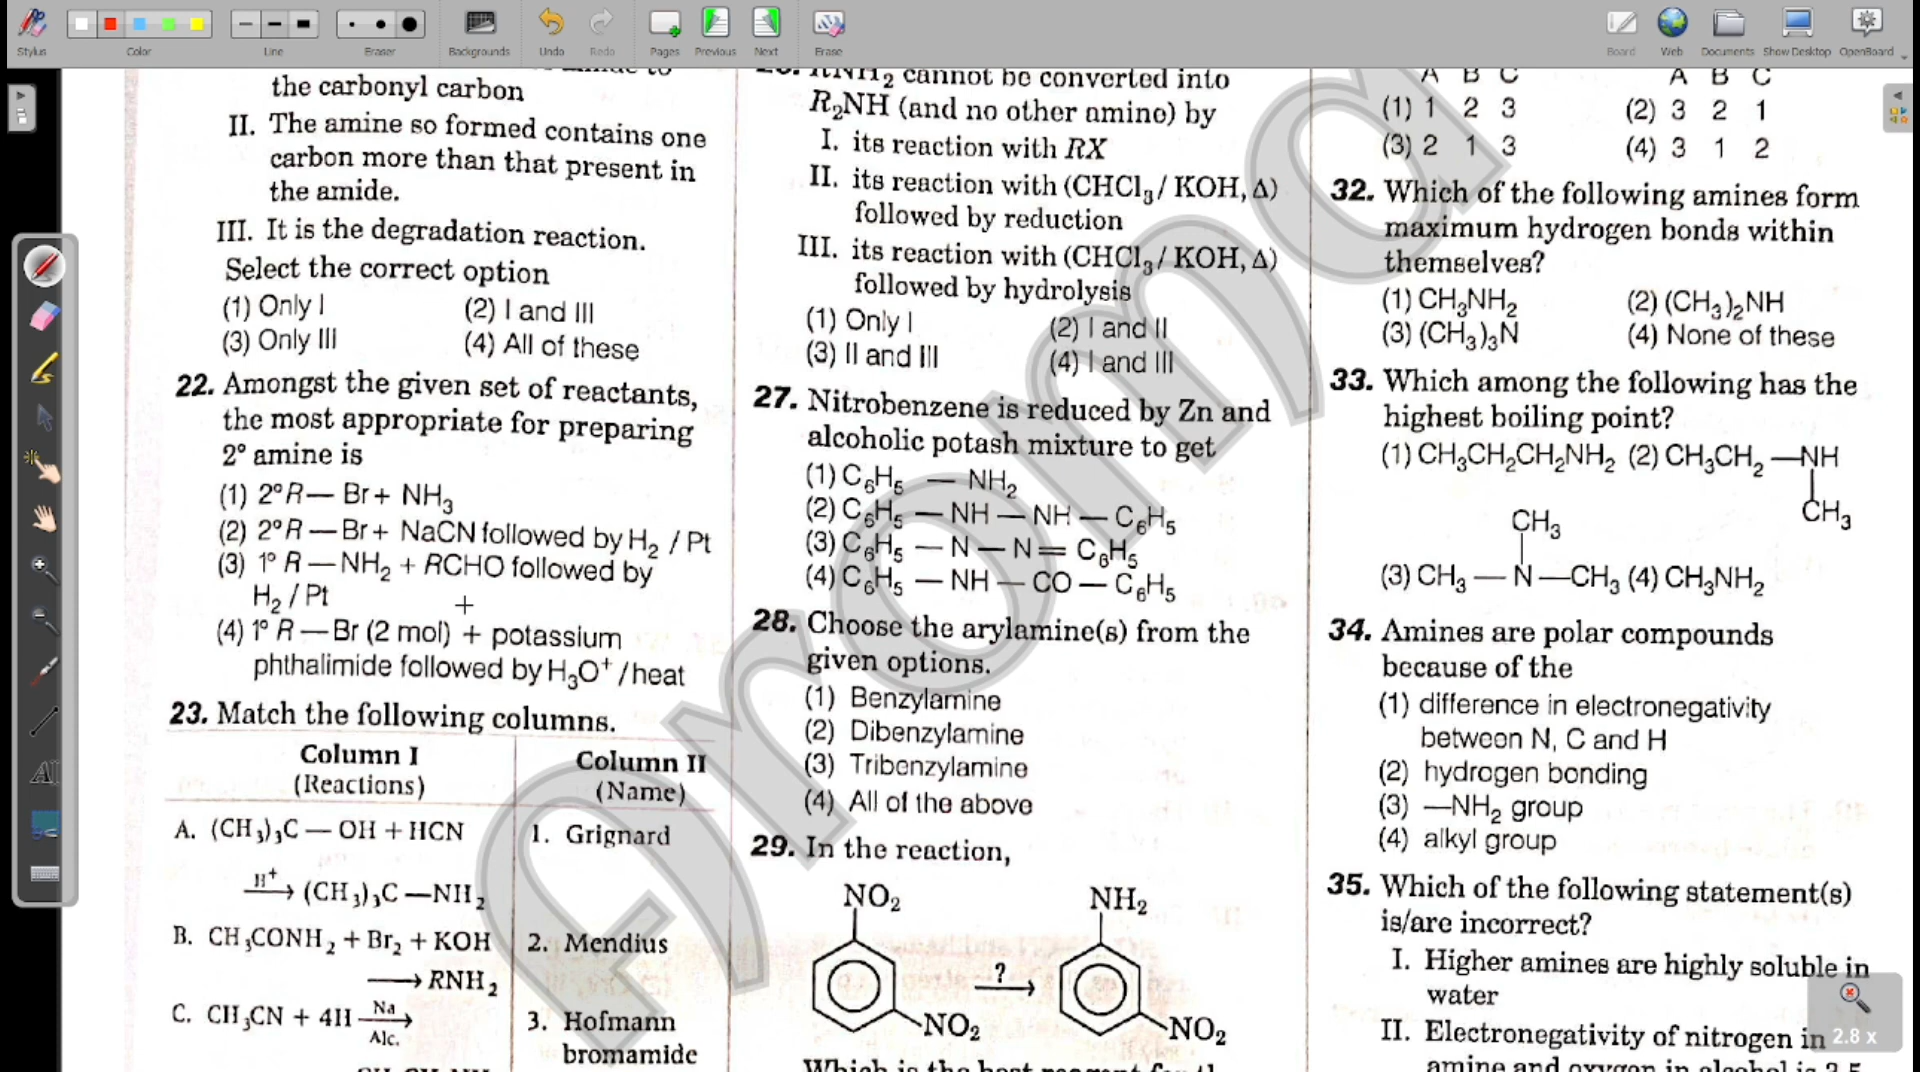 Stylus
Color
Line
Eraser
Backgrounds
Undo
Redo
Pages
Previous
Next
Erase
Board
Web
Documents
Show Desktop
OpenBoard
the carbonyl carbon
II. The amine so formed contains one
carbon more than that present in
the amide.
III. It is the degradation reaction.
Select the correct option
(1) Only I (2) I and III
(3) Only III (4) All of these
22. Amongst the given set of reactants,
the most appropriate for preparing
2° amine is
(1) 2°R— Br + NH₃
(2) 2°R — Br + NaCN followed by H₂ / Pt
(3) 1° R — NH₂ + RCHO followed by
H₂ / Pt
(4) 1° R — Br (2 mol) + potassium
phthalimide followed by H₃O⁺ / heat
23. Match the following columns.
Column I
(Reactions)
Column II
(Name)
A. (CH₃)₃C — OH + HCN
H⁺
⟶ (CH₃)₃C — NH₂
1. Grignard
B. CH₃CONH₂ + Br₂ + KOH
⟶ RNH₂
2. Mendius
C. CH₃CN + 4H ⟶
Na
Alc.
3. Hofmann
bromamide
RNH₂ cannot be converted into
R₂NH (and no other amine) by
I. its reaction with RX
II. its reaction with (CHCl₃ / KOH, Δ)
followed by reduction
III. its reaction with (CHCl₃ / KOH, Δ)
followed by hydrolysis
(1) Only I (2) I and II
(3) II and III (4) I and III
27. Nitrobenzene is reduced by Zn and
alcoholic potash mixture to get
(1) C₆H₅ — NH₂
(2) C₆H₅ — NH — NH — C₆H₅
(3) C₆H₅ — N — N = C₆H₅
(4) C₆H₅ — NH — CO — C₆H₅
28. Choose the arylamine(s) from the
given options.
(1) Benzylamine
(2) Dibenzylamine
(3) Tribenzylamine
(4) All of the above
29. In the reaction,
NO₂
NO₂
?
NH₂
NO₂
A B C A B C
(1) 1 2 3 (2) 3 2 1
(3) 2 1 3 (4) 3 1 2
32. Which of the following amines form
maximum hydrogen bonds within
themselves?
(1) CH₃NH₂ (2) (CH₃)₂NH
(3) (CH₃)₃N (4) None of these
33. Which among the following has the
highest boiling point?
(1) CH₃CH₂CH₂NH₂ (2) CH₃CH₂ — NH
CH₃
CH₃
(3) CH₃ — N — CH₃ (4) CH₃NH₂
34. Amines are polar compounds
because of the
(1) difference in electronegativity
between N, C and H
(2) hydrogen bonding
(3) —NH₂ group
(4) alkyl group
35. Which of the following statement(s)
is/are incorrect?
I. Higher amines are highly soluble in
water
II. Electronegativity of nitrogen in
Aroma
2.8 x